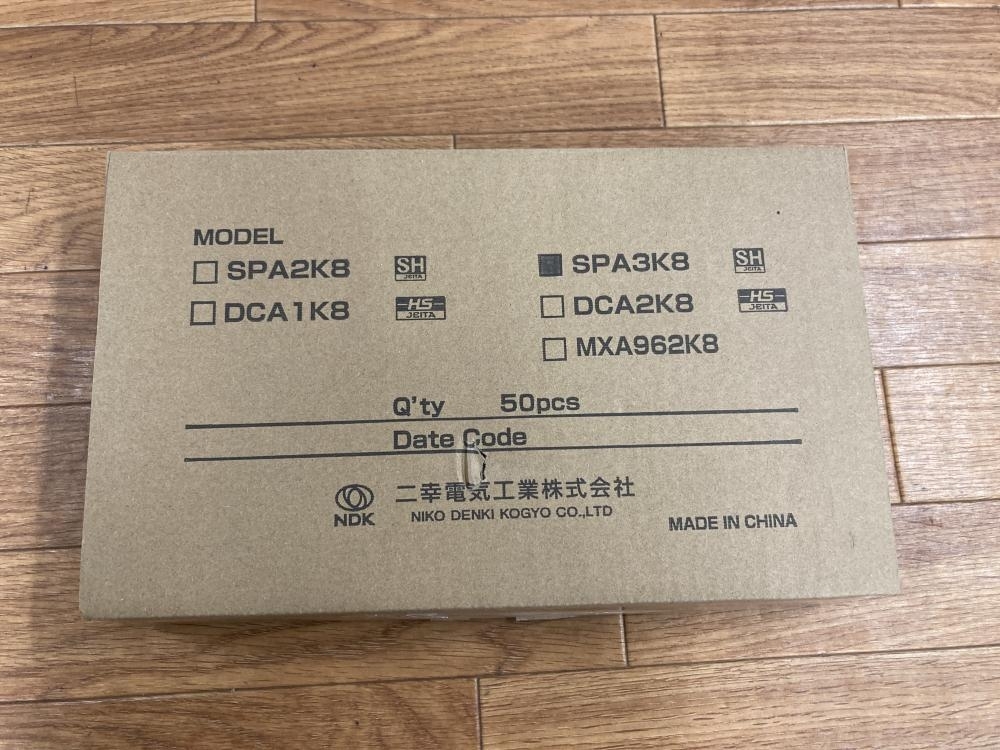 MODEL
□ SPA2K8 SH JEITA ■ SPA3K8 SH JEITA
□ DCA1K8 HS JEITA □ DCA2K8 HS JEITA
□ MXA962K8
Q'ty 50pcs
Date Code
NDK 二幸電気工業株式会社
NIKO DENKI KOGYO CO.,LTD
MADE IN CHINA